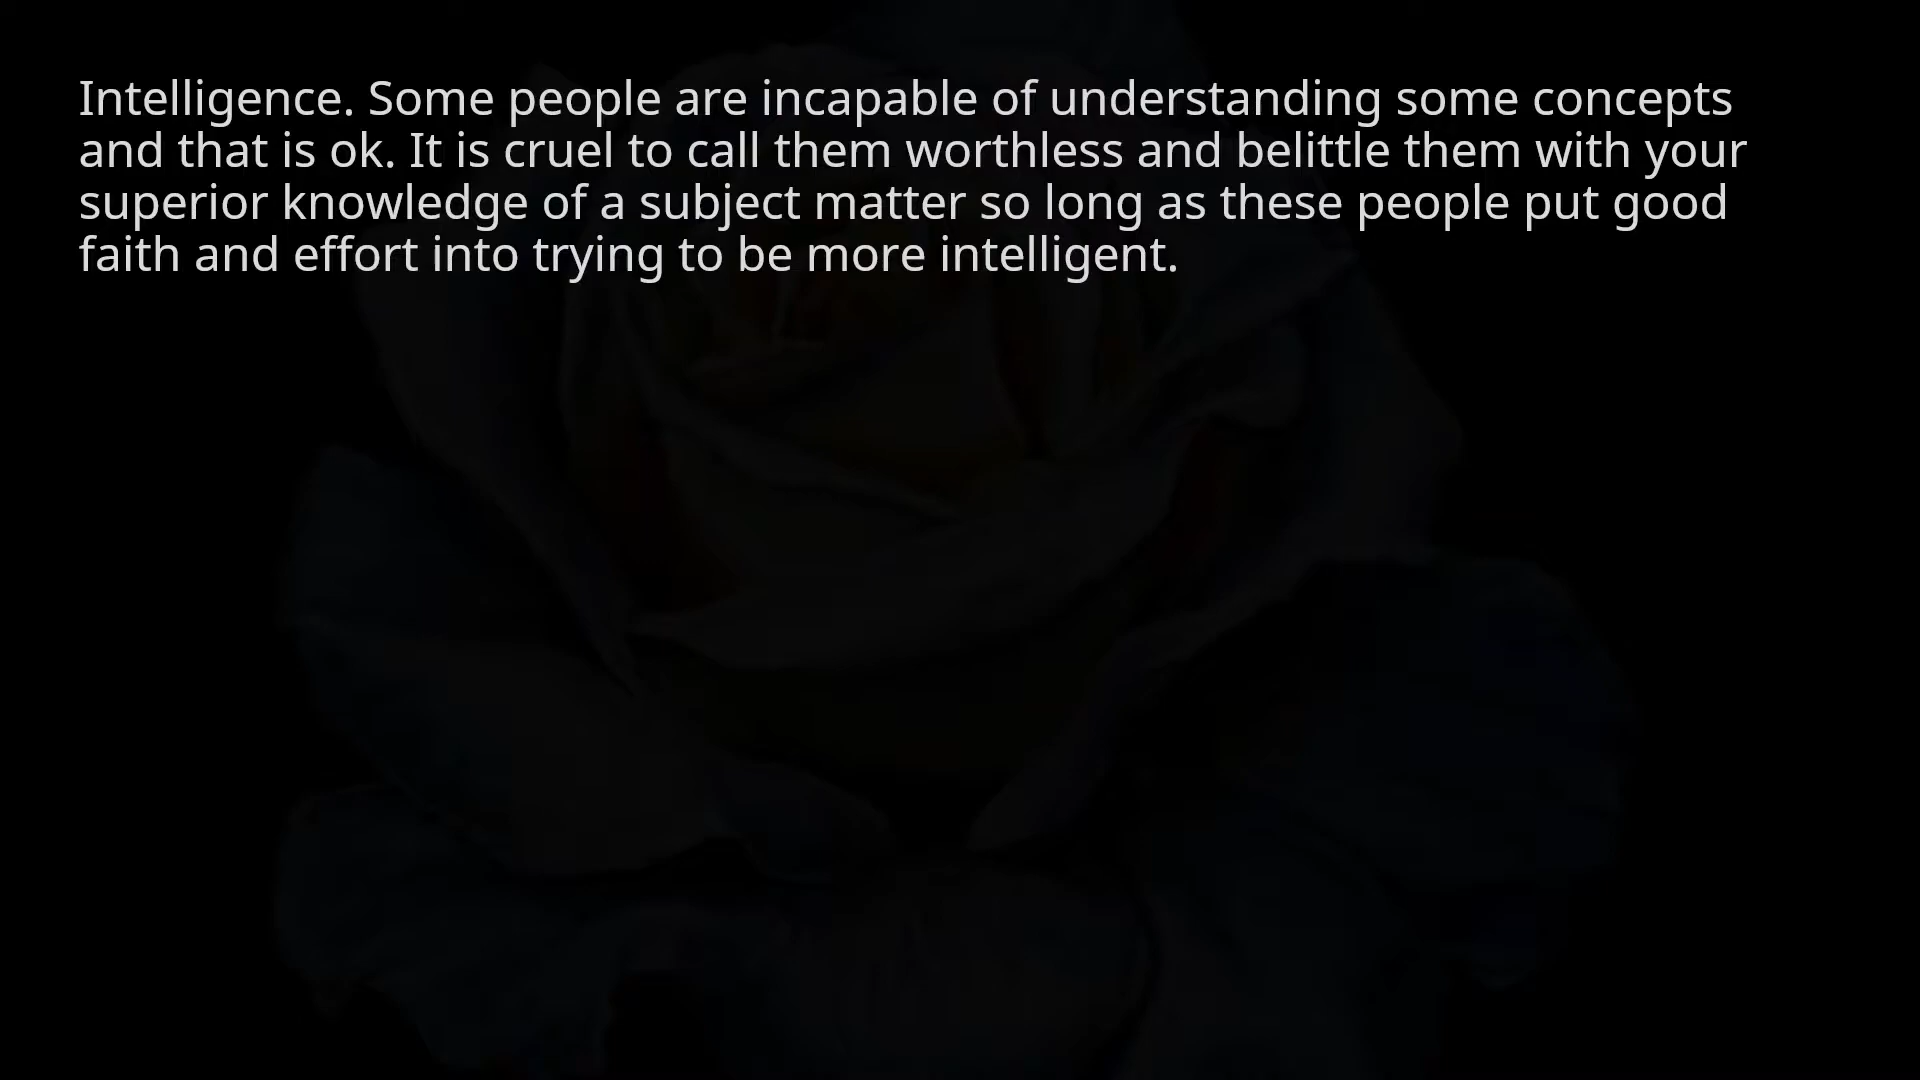 Intelligence. Some people are incapable of understanding some concepts
and that is ok. It is cruel to call them worthless and belittle them with your
superior knowledge of a subject matter so long as these people put good
faith and effort into trying to be more intelligent.